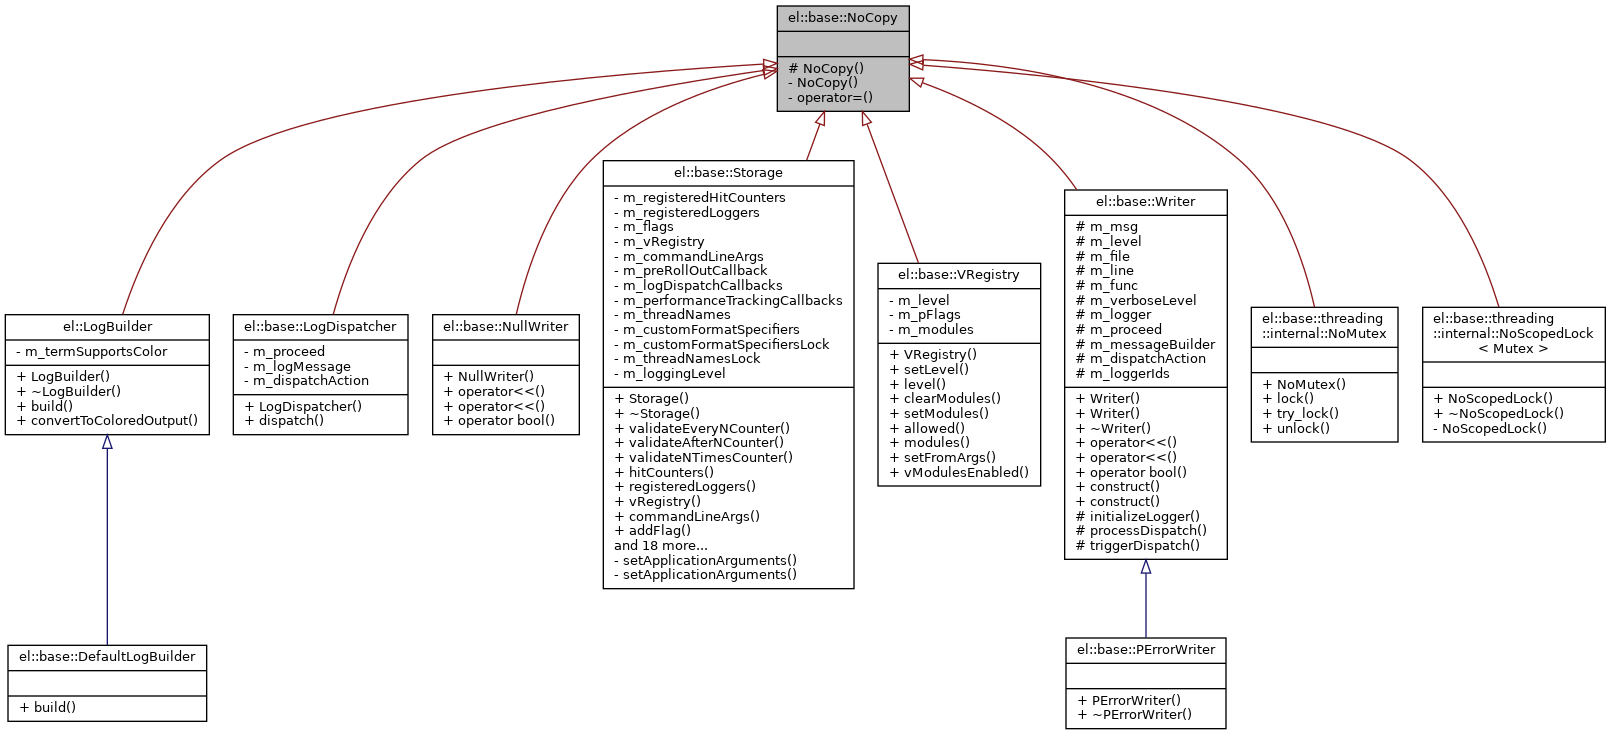 el::base::NoCopy
# NoCopy()
- NoCopy()
- operator=()
el::base::Storage
- m_registeredHitCounters
- m_registeredLoggers
- m_flags
- m_vRegistry
- m_commandLineArgs
- m_preRollOutCallback
- m_logDispatchCallbacks
- m_performanceTrackingCallbacks
- m_threadNames
- m_customFormatSpecifiers
- m_customFormatSpecifiersLock
- m_threadNamesLock
- m_loggingLevel
+ Storage()
+ ~Storage()
+ validateEveryNCounter()
+ validateAfterNCounter()
+ validateNTimesCounter()
+ hitCounters()
+ registeredLoggers()
+ vRegistry()
+ commandLineArgs()
+ addFlag()
and 18 more...
- setApplicationArguments()
- setApplicationArguments()
el::base::Writer
# m_msg
# m_level
# m_file
# m_line
# m_func
# m_verboseLevel
# m_logger
# m_proceed
# m_messageBuilder
# m_dispatchAction
# m_loggerIds
+ Writer()
+ Writer()
+ ~Writer()
+ operator<<()
+ operator<<()
+ operator bool()
+ construct()
+ construct()
# initializeLogger()
# processDispatch()
# triggerDispatch()
el::base::VRegistry
- m_level
- m_pFlags
- m_modules
+ VRegistry()
+ setLevel()
+ level()
+ clearModules()
+ setModules()
+ allowed()
+ modules()
+ setFromArgs()
+ vModulesEnabled()
el::LogBuilder
- m_termSupportsColor
+ LogBuilder()
+ ~LogBuilder()
+ build()
+ convertToColoredOutput()
el::base::LogDispatcher
- m_proceed
- m_logMessage
- m_dispatchAction
+ LogDispatcher()
+ dispatch()
el::base::NullWriter
+ NullWriter()
+ operator<<()
+ operator<<()
+ operator bool()
el::base::threading
::internal::NoMutex
+ NoMutex()
+ lock()
+ try_lock()
+ unlock()
el::base::threading
::internal::NoScopedLock
< Mutex >
+ NoScopedLock()
+ ~NoScopedLock()
- NoScopedLock()
el::base::DefaultLogBuilder
+ build()
el::base::PErrorWriter
+ PErrorWriter()
+ ~PErrorWriter()